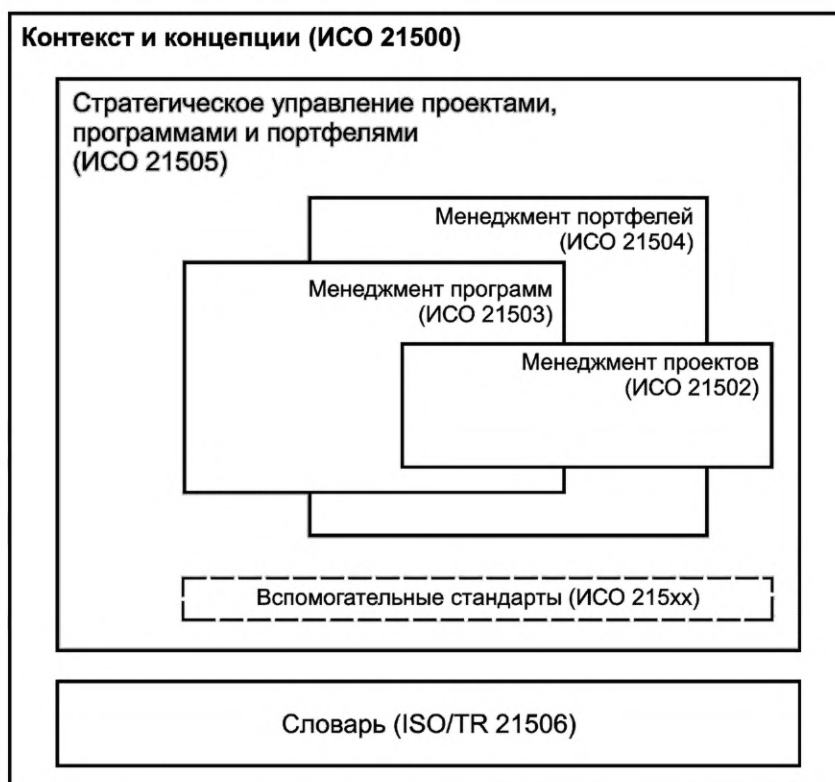 Контекст и концепции (ИСО 21500)
Стратегическое управление проектами,
программами и портфелями
(ИСО 21505)
Менеджмент портфелей
(ИСО 21504)
Менеджмент программ
(ИСО 21503)
Менеджмент проектов
(ИСО 21502)
Вспомогательные стандарты (ИСО 215xx)
Словарь (ISO/TR 21506)